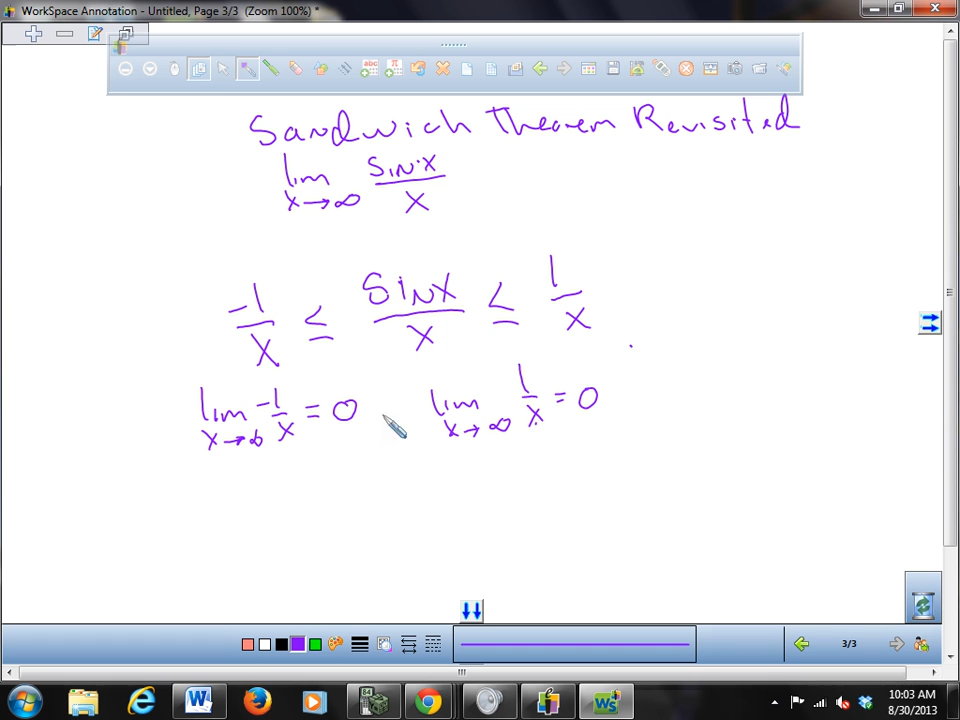 WorkSpace Annotation - Untitled, Page 3/3 (Zoom 100%) *
Sandwich Theorem Revisited
lim x→∞ sin x / x
-1/x ≤ sin x / x ≤ 1/x
lim x→∞ -1/x = 0 lim x→∞ 1/x = 0
3/3
10:03 AM
8/30/2013